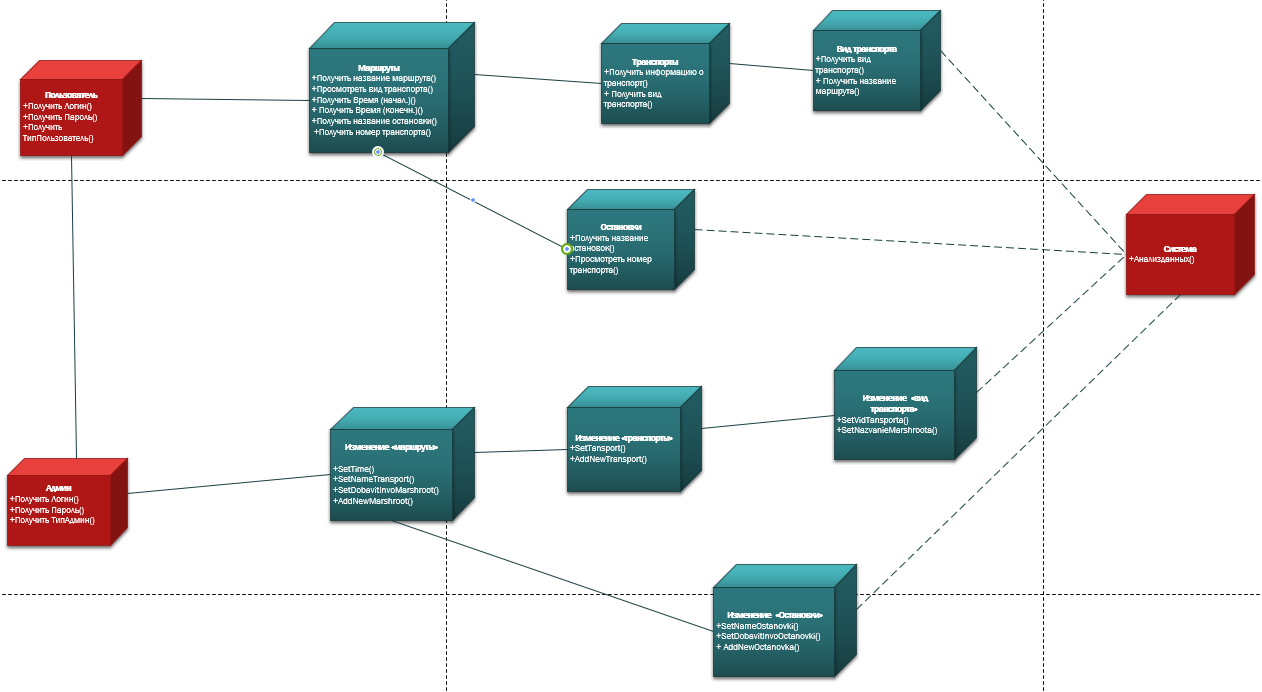 Пользователь
+Получить Логин()
+Получить Пароль()
+Получить
ТипПользователь()
Маршруты
+Получить название маршрута()
+Просмотреть вид транспорта()
+Получить Время (начал.)()
+ Получить Время (конечн.)()
+Получить название остановки()
+Получить номер транспорта()
Транспорты
+Получить информацию о
транспорт()
+ Получить вид
транспорта()
Вид транспорта
+Получить вид
транспорта()
+ Получить название
маршрута()
Остановки
+Получить название
остановок()
+Просмотреть номер
транспорта()
Система
+Анализданных()
Админ
+Получить Логин()
+Получить Пароль()
+Получить ТипАдмин()
Изменение «маршруты»
+SetTime()
+SetNameTransport()
+SetDobavitInvoMarshroot()
+AddNewMarshroot()
Изменение «транспорты»
+SetTansport()
+AddNewTransport()
Изменение «вид
транспорта»
+SetVidTansporta()
+SetNazvanieMarshroota()
Изменение «Остановки»
+SetNameOstanovki()
+SetDobavitInvoOctanovki()
+ AddNewOctanovka()